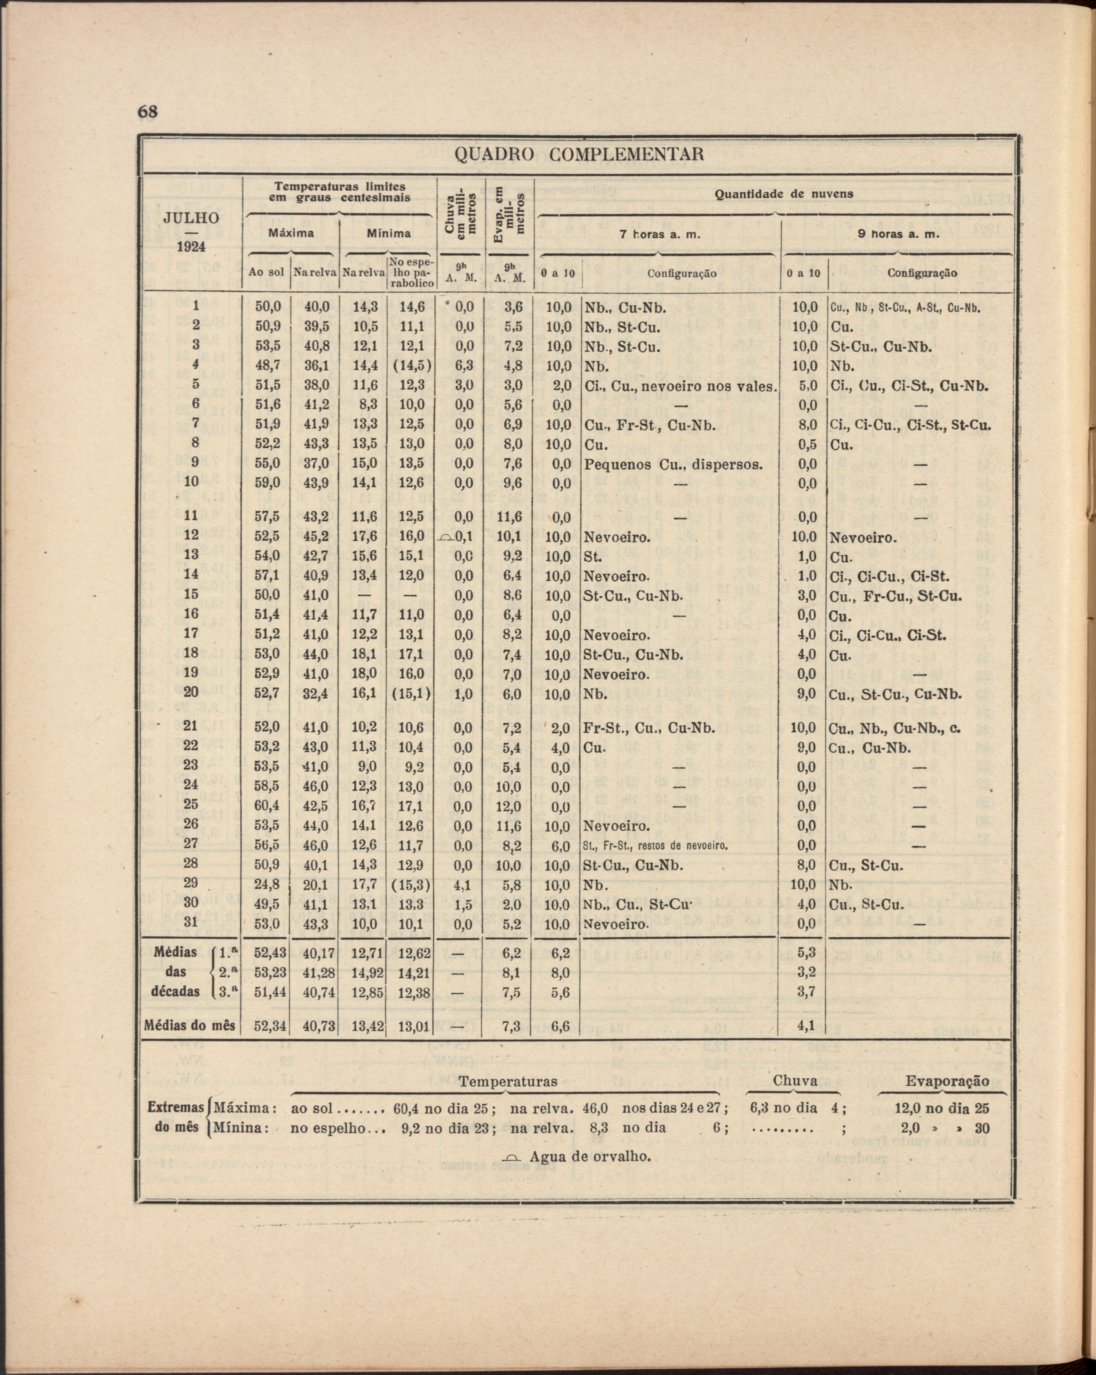 68
QUADRO COMPLEMENTAR
JULHO
—
1924
Temperaturas limites
em graus centesimais
Chuva
em mili-
metros
Evap. em
mili-
metros
Quantidade de nuvens
Máxima Mínima 7 horas a. m. 9 horas a. m.
Ao sol Na relva Na relva No espe-
lho pa-
rabolico
9h
A. M.
9h
A. M.
0 a 10 Configuração 0 a 10 Configuração
1 50,0 40,0 14,3 14,6 0,0 3,6 10,0 Nb., Cu-Nb. 10,0 Cu., Nb, St-Cu., A-St., Cu-Nb.
2 50,9 39,5 10,5 11,1 0,0 5,5 10,0 Nb., St-Cu. 10,0 Cu.
3 53,5 40,8 12,1 12,1 0,0 7,2 10,0 Nb., St-Cu. 10,0 St-Cu., Cu-Nb.
4 48,7 36,1 14,4 (14,5) 6,3 4,8 10,0 Nb. 10,0 Nb.
5 51,5 38,0 11,6 12,3 3,0 3,0 2,0 Ci., Cu., nevoeiro nos vales. 5.0 Ci., Cu., Ci-St., Cu-Nb.
6 51,6 41,2 8,3 10,0 0,0 5,6 0,0 — 0,0 —
7 51,9 41,9 13,3 12,5 0,0 6,9 10,0 Cu., Fr-St, Cu-Nb. 8,0 Ci., Ci-Cu., Ci-St., St-Cu.
8 52,2 43,3 13,5 13,0 0,0 8,0 10,0 Cu. 0,5 Cu.
9 55,0 37,0 15,0 13,5 0,0 7,6 0,0 Pequenos Cu., dispersos. 0,0 —
10 59,0 43,9 14,1 12,6 0,0 9,6 0,0 — 0,0 —
11 57,5 43,2 11,6 12,5 0,0 11,6 0,0 — 0,0 —
12 52,5 45,2 17,6 16,0 ⌓0,1 10,1 10,0 Nevoeiro. 10.0 Nevoeiro.
13 54,0 42,7 15,6 15,1 0,0 9,2 10,0 St. 1,0 Cu.
14 57,1 40,9 13,4 12,0 0,0 6,4 10,0 Nevoeiro. 1,0 Ci., Ci-Cu., Ci-St.
15 50,0 41,0 — — 0,0 8,6 10,0 St-Cu., Cu-Nb. 3,0 Cu., Fr-Cu., St-Cu.
16 51,4 41,4 11,7 11,0 0,0 6,4 0,0 — 0,0 Cu.
17 51,2 41,0 12,2 13,1 0,0 8,2 10,0 Nevoeiro. 4,0 Ci., Ci-Cu., Ci-St.
18 53,0 44,0 18,1 17,1 0,0 7,4 10,0 St-Cu., Cu-Nb. 4,0 Cu.
19 52,9 41,0 18,0 16,0 0,0 7,0 10,0 Nevoeiro. 0,0 —
20 52,7 32,4 16,1 (15,1) 1,0 6,0 10,0 Nb. 9,0 Cu., St-Cu., Cu-Nb.
21 52,0 41,0 10,2 10,6 0,0 7,2 2,0 Fr-St., Cu., Cu-Nb. 10,0 Cu., Nb., Cu-Nb., c.
22 53,2 43,0 11,3 10,4 0,0 5,4 4,0 Cu. 9,0 Cu., Cu-Nb.
23 53,5 41,0 9,0 9,2 0,0 5,4 0,0 — 0,0 —
24 58,5 46,0 12,3 13,0 0,0 10,0 0,0 — 0,0 —
25 60,4 42,5 16,7 17,1 0,0 12,0 0,0 — 0,0 —
26 53,5 44,0 14,1 12,6 0,0 11,6 10,0 Nevoeiro. 0,0 —
27 56,5 46,0 12,6 11,7 0,0 8,2 6,0 St., Fr-St., restos de nevoeiro. 0,0 —
28 50,9 40,1 14,3 12,9 0,0 10,0 10,0 St-Cu., Cu-Nb. 8,0 Cu., St-Cu.
29 24,8 20,1 17,7 (15,3) 4,1 5,8 10,0 Nb. 10,0 Nb.
30 49,5 41,1 13,1 13,3 1,5 2,0 10,0 Nb., Cu., St-Cu· 4,0 Cu., St-Cu.
31 53,0 43,3 10,0 10,1 0,0 5,2 10,0 Nevoeiro. 0,0 —
Médias 1.ª 52,43 40,17 12,71 12,62 — 6,2 6,2 5,3
das 2.ª 53,23 41,28 14,92 14,21 — 8,1 8,0 3,2
décadas 3.ª 51,44 40,74 12,85 12,38 — 7,5 5,6 3,7
Médias do mês 52,34 40,73 13,42 13,01 — 7,3 6,6 4,1
Temperaturas Chuva Evaporação
Extremas Máxima: ao sol ....... 60,4 no dia 25; na relva. 46,0 nos dias 24 e 27; 6,3 no dia 4; 12,0 no dia 25
do mês Mínina: no espelho... 9,2 no dia 23; na relva. 8,3 no dia 6; ......... ; 2,0 » » 30
⌓ Agua de orvalho.